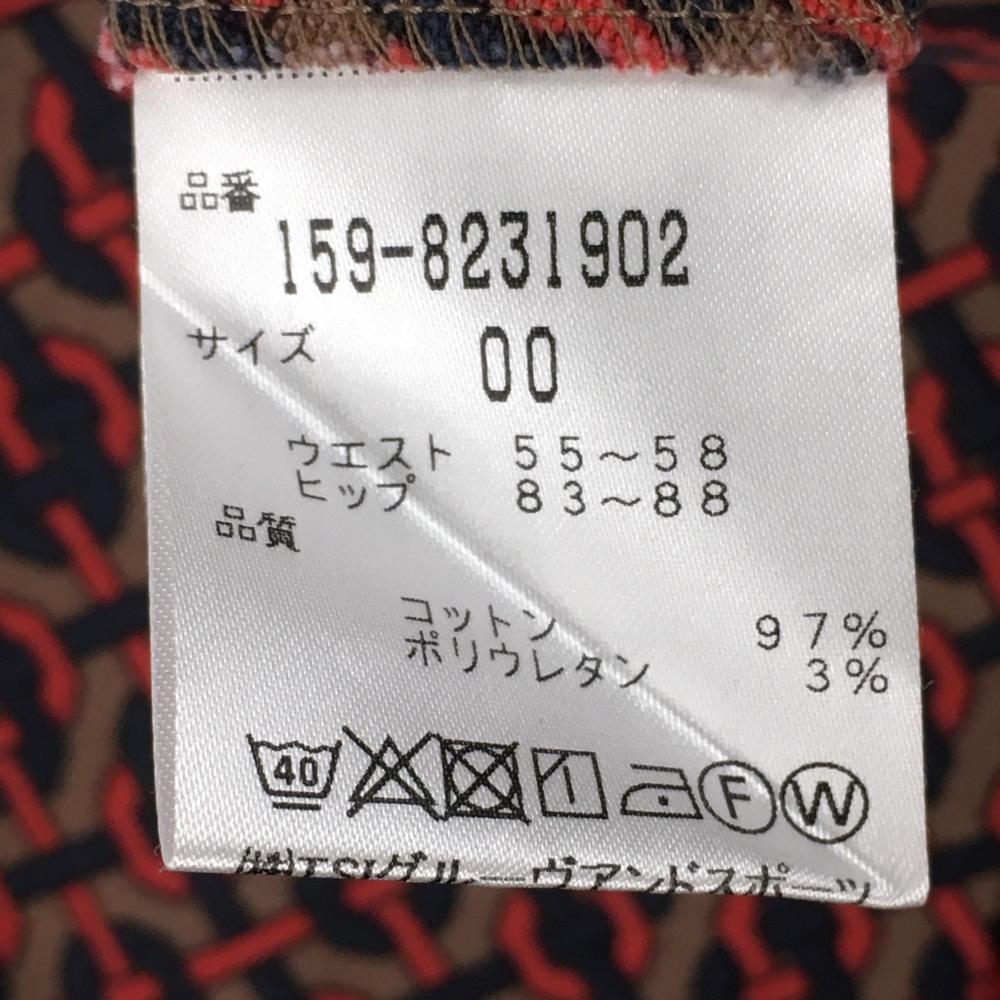 品番
159-8231902
サイズ 00
ウエスト 55～58
ヒップ 83～88
品質
コットン 97%
ポリウレタン 3%
40 F W
(株)TSIグルーヴアンドスポーツ